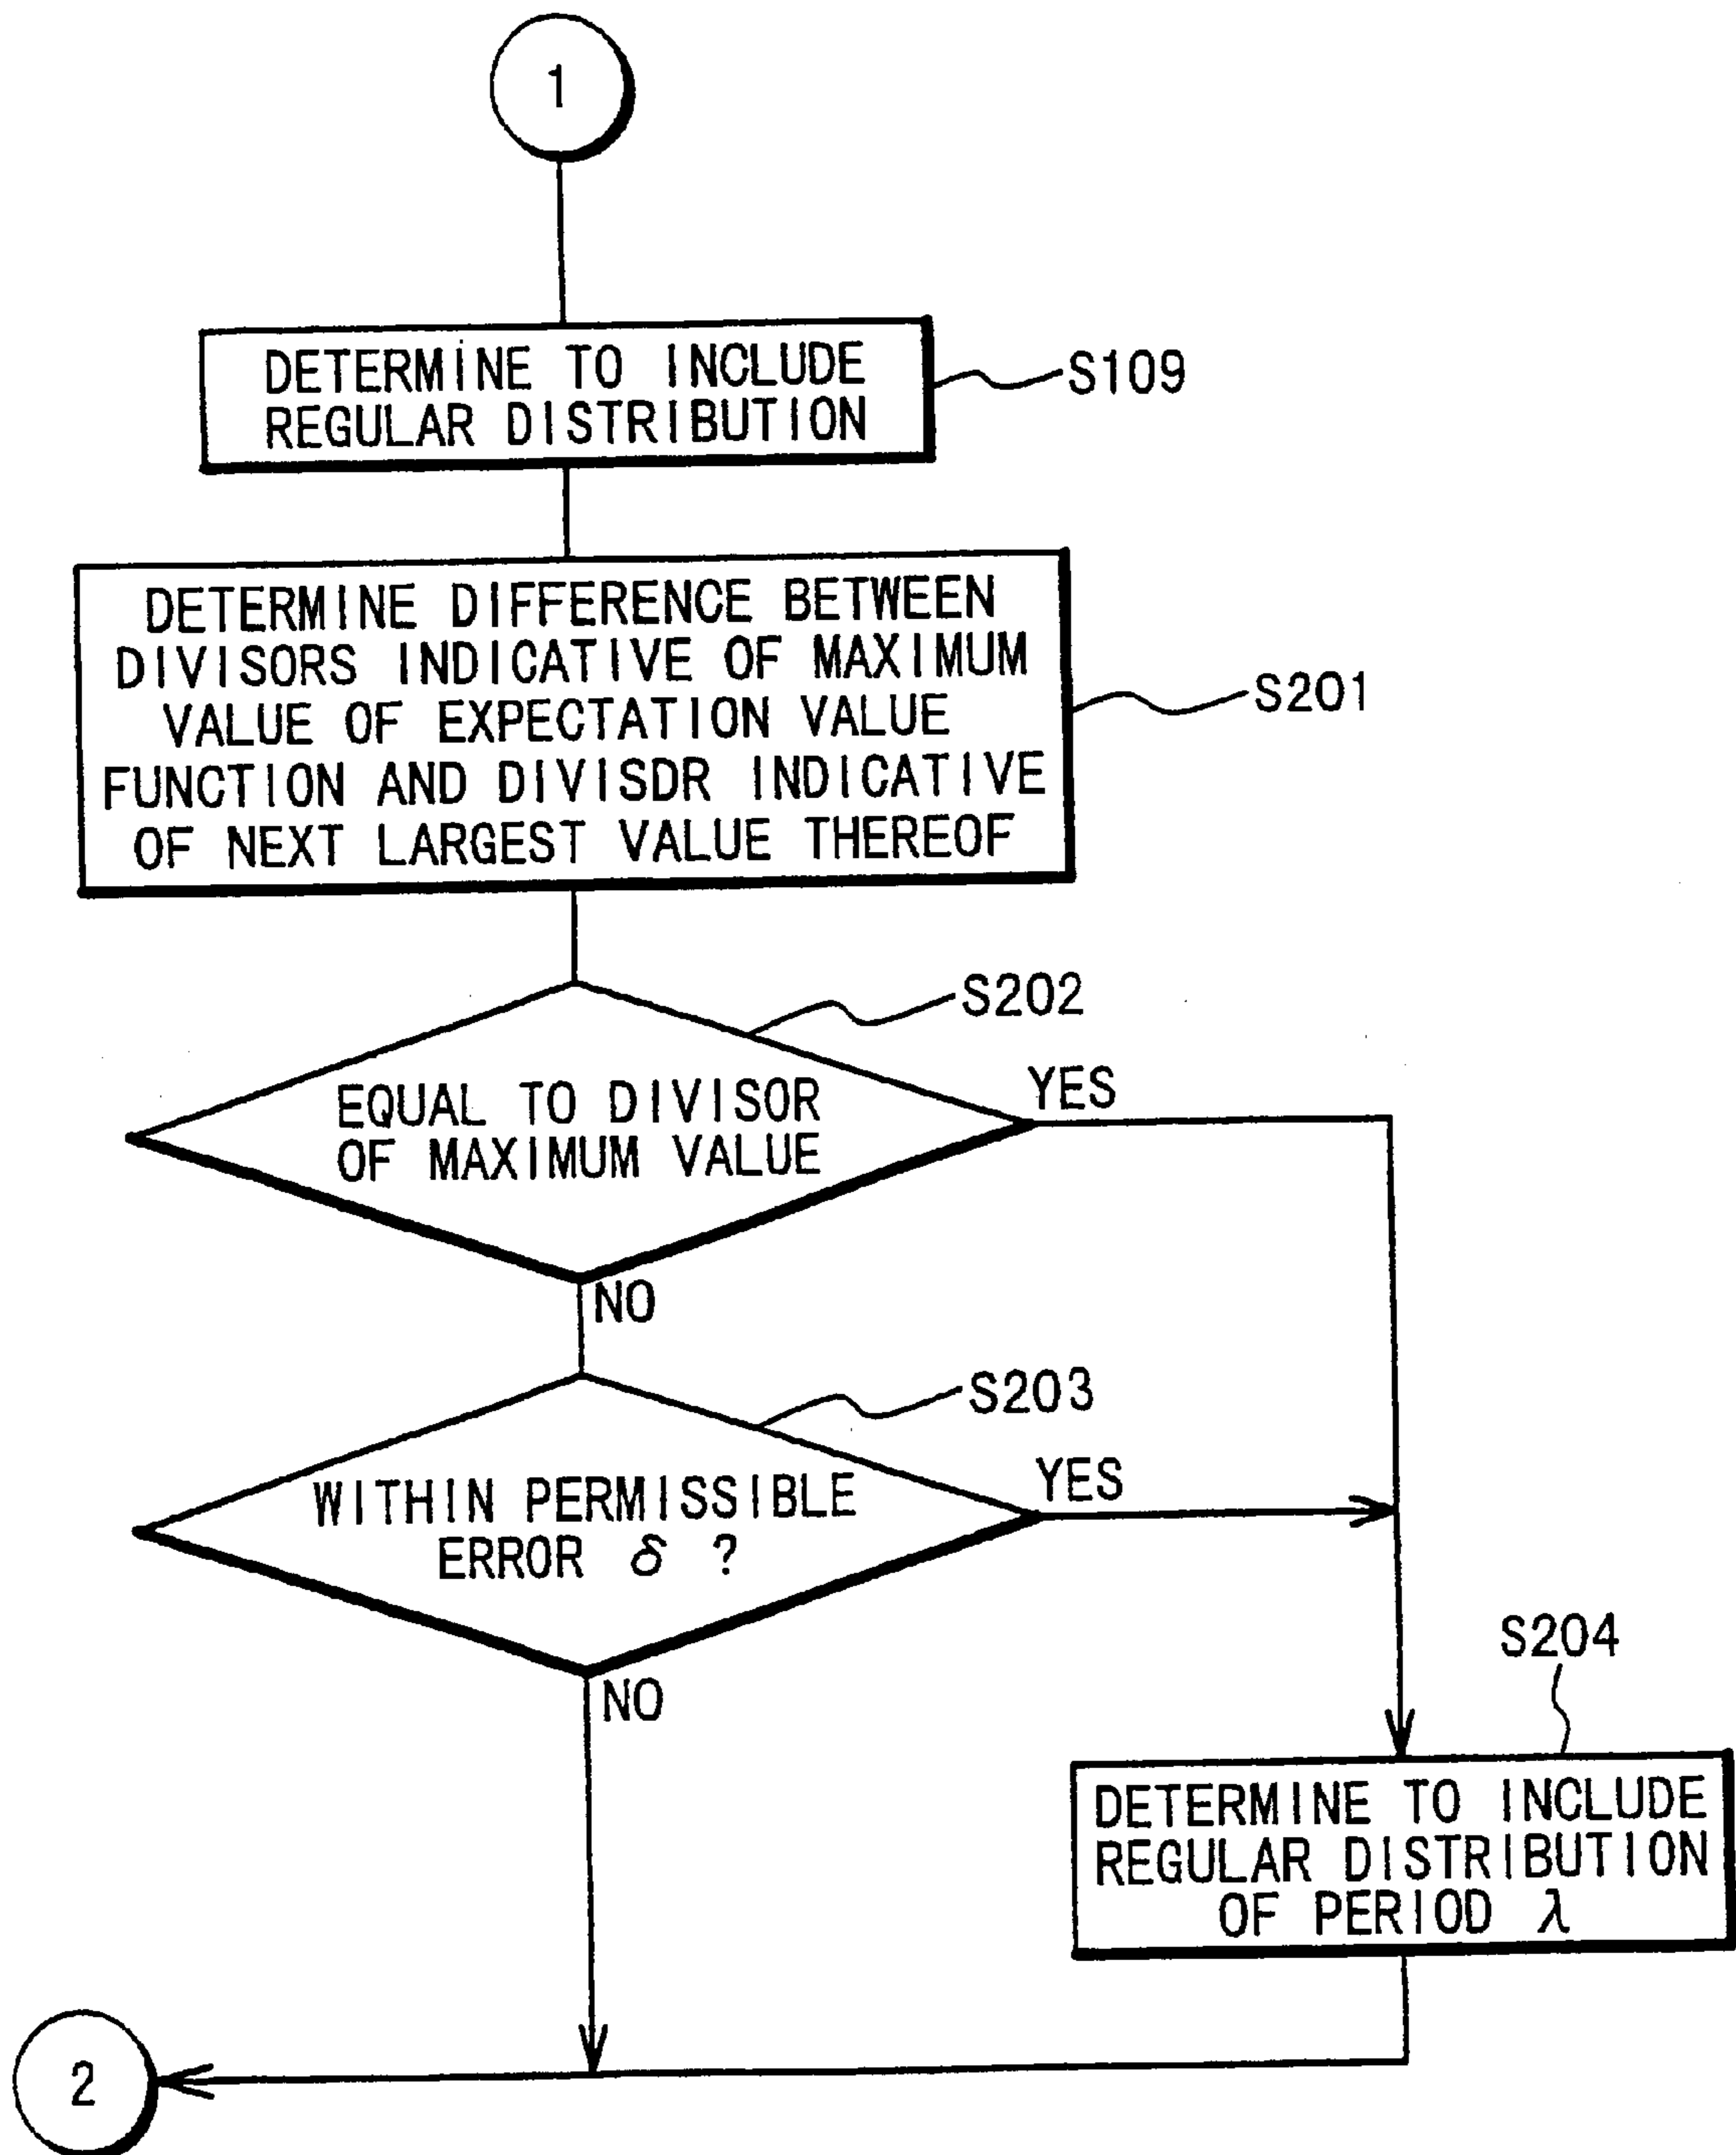 1
DETERMINE TO INCLUDE
REGULAR DISTRIBUTION
S109
DETERMINE DIFFERENCE BETWEEN
DIVISORS INDICATIVE OF MAXIMUM
VALUE OF EXPECTATION VALUE
FUNCTION AND DIVISDR INDICATIVE
OF NEXT LARGEST VALUE THEREOF
S201
S202
EQUAL TO DIVISOR
OF MAXIMUM VALUE
YES
NO
S203
WITHIN PERMISSIBLE
ERROR δ ?
YES
NO
S204
DETERMINE TO INCLUDE
REGULAR DISTRIBUTION
OF PERIOD λ
2